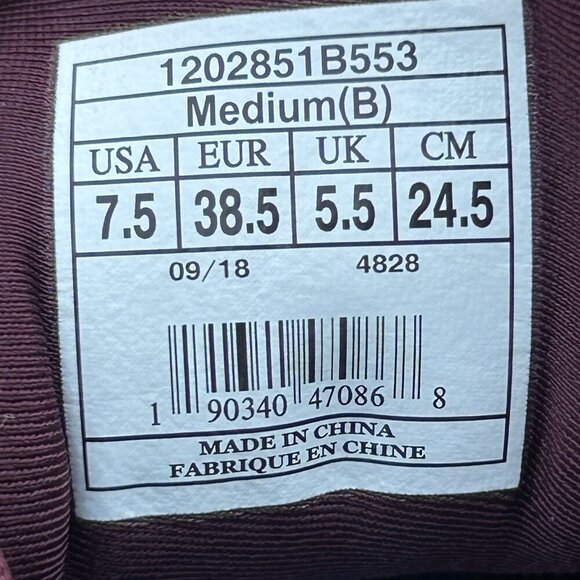 1202851B553
Medium(B)
USA EUR UK CM
7.5 38.5 5.5 24.5
09/18 4828
1 90340 47086 8
MADE IN CHINA
FABRIQUE EN CHINE